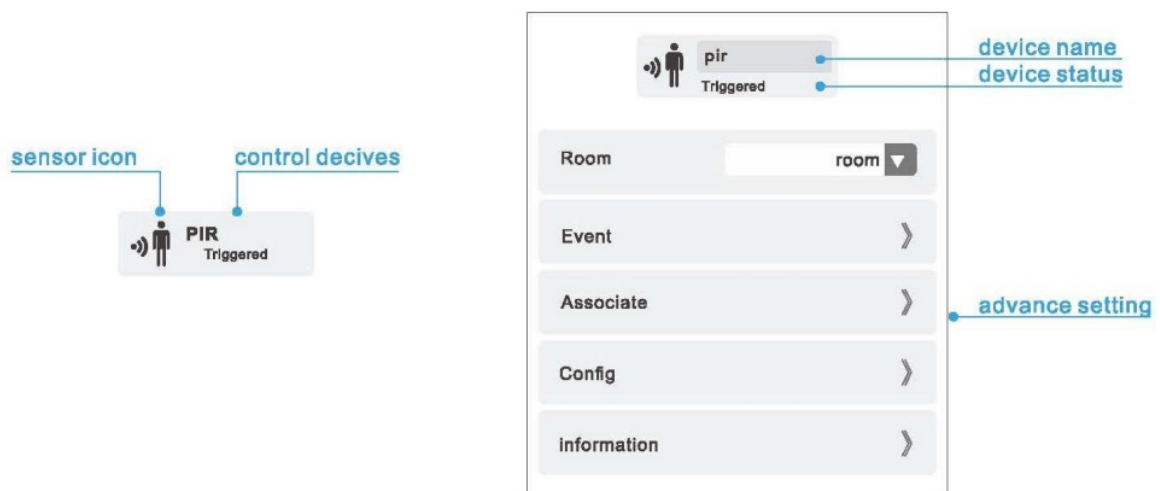 sensor icon
control decives
PIR
Triggered
pir
Triggered
device name
device status
Room
room
Event
Associate
advance setting
Config
information